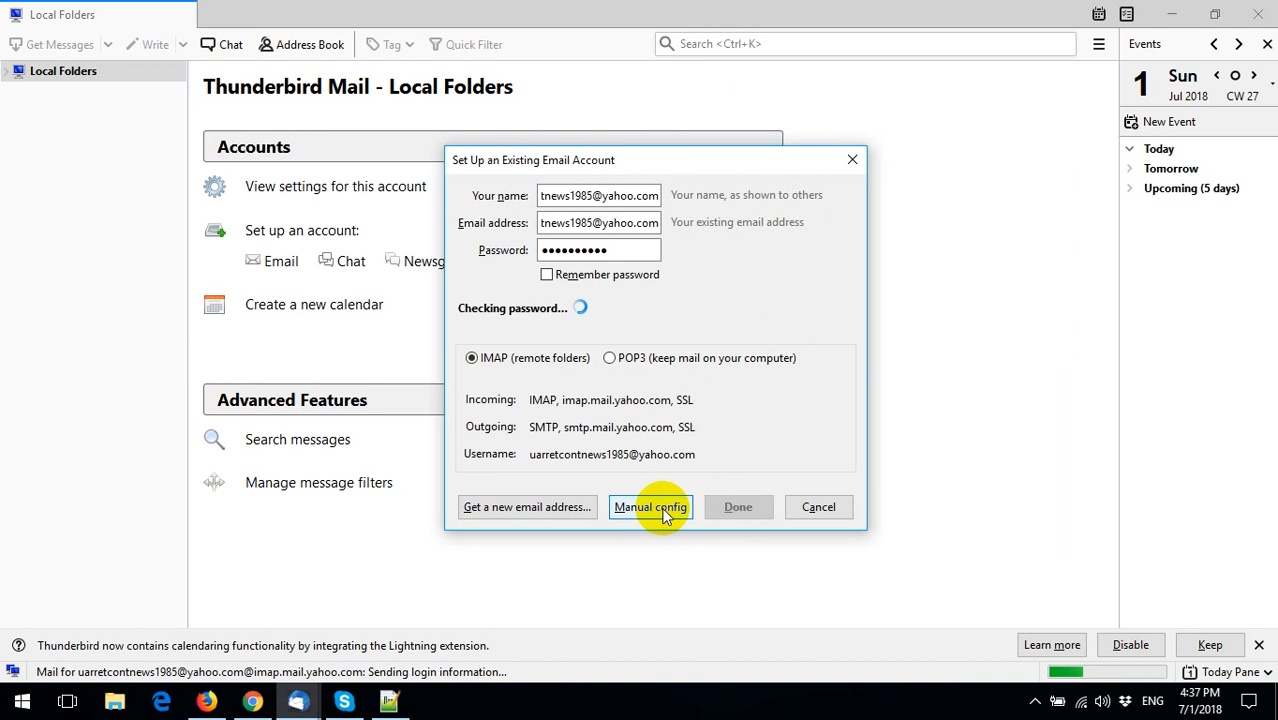 Local Folders
Get Messages
Write
Chat
Address Book
Tag
Quick Filter
Search <Ctrl+K>
Events
Local Folders
Thunderbird Mail - Local Folders
1
Sun
Jul 2018
CW 27
New Event
Today
Tomorrow
Upcoming (5 days)
Accounts
View settings for this account
Set up an account:
Email
Chat
Newsg
Create a new calendar
Advanced Features
Search messages
Manage message filters
Set Up an Existing Email Account
Your name:
tnews1985@yahoo.com
Your name, as shown to others
Email address:
tnews1985@yahoo.com
Your existing email address
Password:
••••••••••
Remember password
Checking password...
IMAP (remote folders)
POP3 (keep mail on your computer)
Incoming: IMAP, imap.mail.yahoo.com, SSL
Outgoing: SMTP, smtp.mail.yahoo.com, SSL
Username: uarretcontnews1985@yahoo.com
Get a new email address...
Manual config
Done
Cancel
Thunderbird now contains calendaring functionality by integrating the Lightning extension.
Learn more
Disable
Keep
Mail for uarretcontnews1985@yahoo.com@imap.mail.yahoo.com: Sending login information...
1
Today Pane
ENG
4:37 PM
7/1/2018